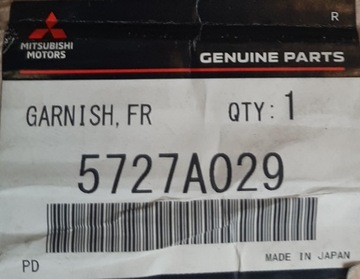 R
MITSUBISHI
MOTORS
GENUINE PARTS
GARNISH, FR QTY: 1
5727A029
PD MADE IN JAPAN